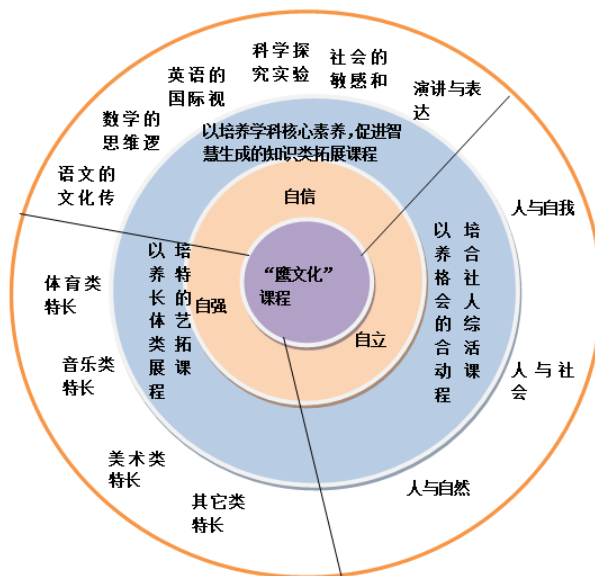 科学探
究实验
社会的
敏感和
英语的
国际视
演讲与表
达
数学的
思维逻
语文的
文化传
以培养学科核心素养,促进智
慧生成的知识类拓展课程
自信
人与自我
以培
养合
格社
会人
的综
合活
动课
程
“鹰文化”
课程
以培
养特
长的
体艺
类拓
展课
程
自强
自立
体育类
特长
音乐类
特长
人与社
会
美术类
特长
其它类
特长
人与自然